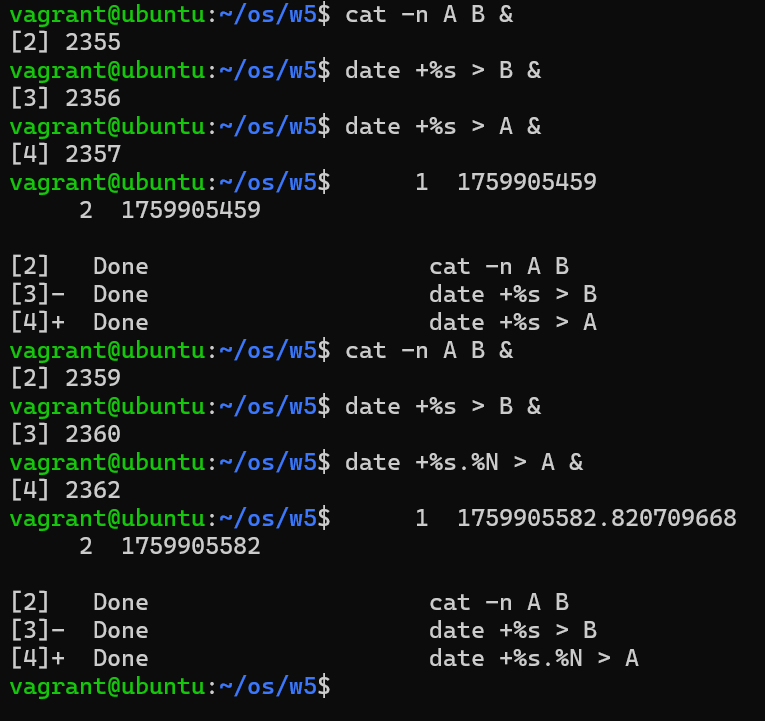 vagrant@ubuntu:~/os/w5$ cat -n A B &
[2] 2355
vagrant@ubuntu:~/os/w5$ date +%s > B &
[3] 2356
vagrant@ubuntu:~/os/w5$ date +%s > A &
[4] 2357
vagrant@ubuntu:~/os/w5$      1  1759905459
     2  1759905459

[2]   Done                    cat -n A B
[3]-  Done                    date +%s > B
[4]+  Done                    date +%s > A
vagrant@ubuntu:~/os/w5$ cat -n A B &
[2] 2359
vagrant@ubuntu:~/os/w5$ date +%s > B &
[3] 2360
vagrant@ubuntu:~/os/w5$ date +%s.%N > A &
[4] 2362
vagrant@ubuntu:~/os/w5$      1  1759905582.820709668
     2  1759905582

[2]   Done                    cat -n A B
[3]-  Done                    date +%s > B
[4]+  Done                    date +%s.%N > A
vagrant@ubuntu:~/os/w5$